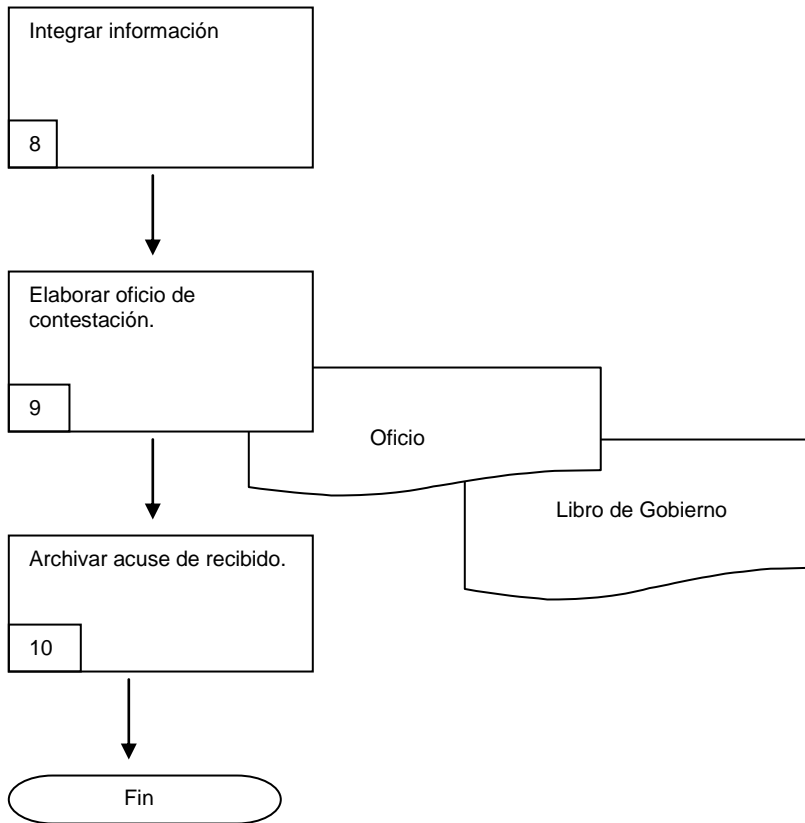 Integrar información
8
Elaborar oficio de
contestación.
9
Oficio
Libro de Gobierno
Archivar acuse de recibido.
10
Fin